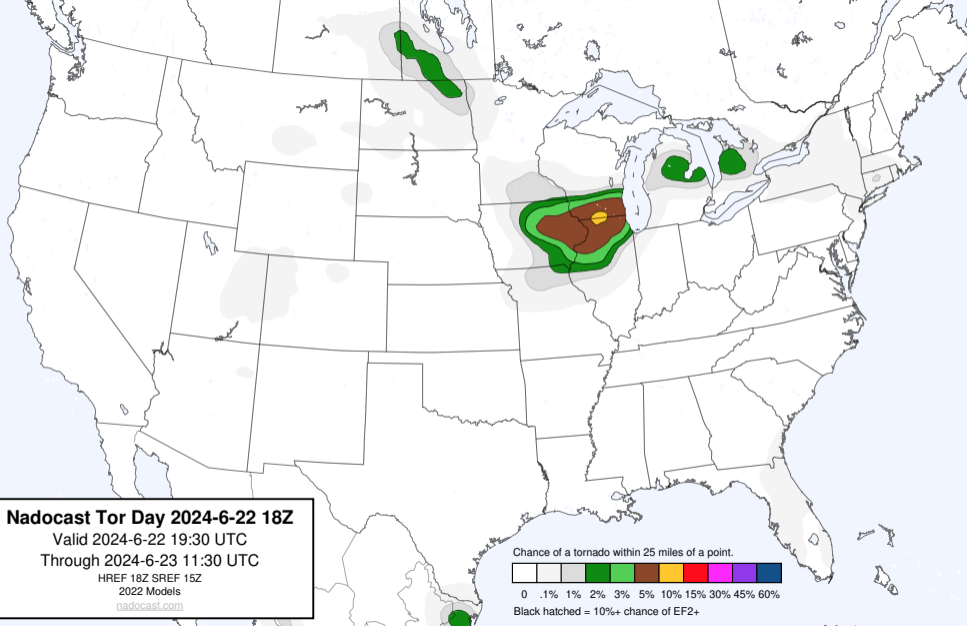 Nadocast Tor Day 2024-6-22 18Z
Valid 2024-6-22 19:30 UTC
Through 2024-6-23 11:30 UTC
HREF 18Z SREF 15Z
2022 Models
nadocast.com
Chance of a tornado within 25 miles of a point.
0 .1% 1% 2% 3% 5% 10% 15% 30% 45% 60%
Black hatched = 10%+ chance of EF2+